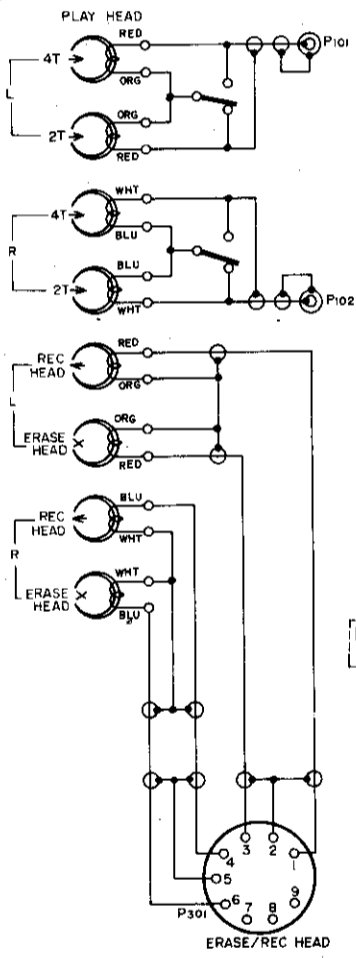 PLAY HEAD
RED
P101
4T
ORG
L
ORG
2T
RED
WHT
4T
BLU
R
BLU
2T
WHT
P102
RED
REC
HEAD
ORG
L
ORG
ERASE
HEAD
RED
BLU
REC
HEAD
WHT
R
WHT
ERASE
HEAD
BLU
3
2
4
1
5
6
9
P301
7
8
ERASE/REC HEAD